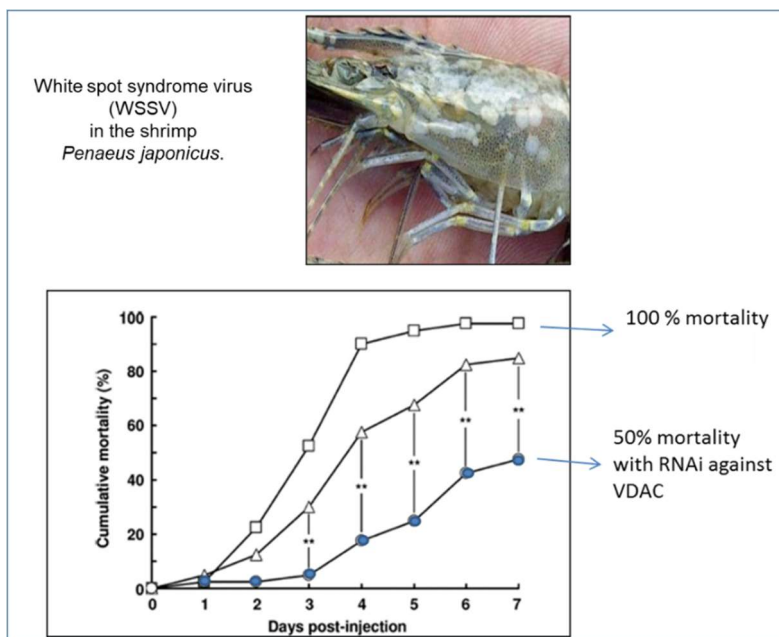 White spot syndrome virus
(WSSV)
in the shrimp
Penaeus japonicus.
100 % mortality
50% mortality
with RNAi against
VDAC
Cumulative mortality (%)
100
80
60
40
20
0
**
**
**
**
**
0 1 2 3 4 5 6 7
Days post-injection